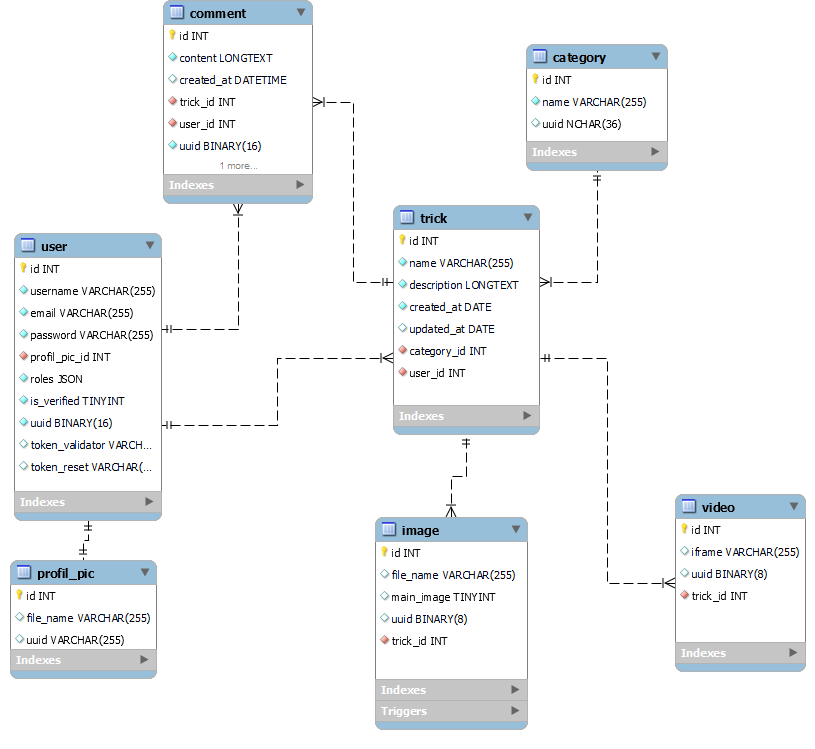 comment
id INT
content LONGTEXT
created_at DATETIME
trick_id INT
user_id INT
uuid BINARY(16)
1 more...
Indexes
category
id INT
name VARCHAR(255)
uuid NCHAR(36)
Indexes
user
id INT
username VARCHAR(255)
email VARCHAR(255)
password VARCHAR(255)
profil_pic_id INT
roles JSON
is_verified TINYINT
uuid BINARY(16)
token_validator VARCH...
token_reset VARCHAR(...
Indexes
trick
id INT
name VARCHAR(255)
description LONGTEXT
created_at DATE
updated_at DATE
category_id INT
user_id INT
Indexes
profil_pic
id INT
file_name VARCHAR(255)
uuid VARCHAR(255)
Indexes
image
id INT
file_name VARCHAR(255)
main_image TINYINT
uuid BINARY(8)
trick_id INT
Indexes
Triggers
video
id INT
iframe VARCHAR(255)
uuid BINARY(8)
trick_id INT
Indexes